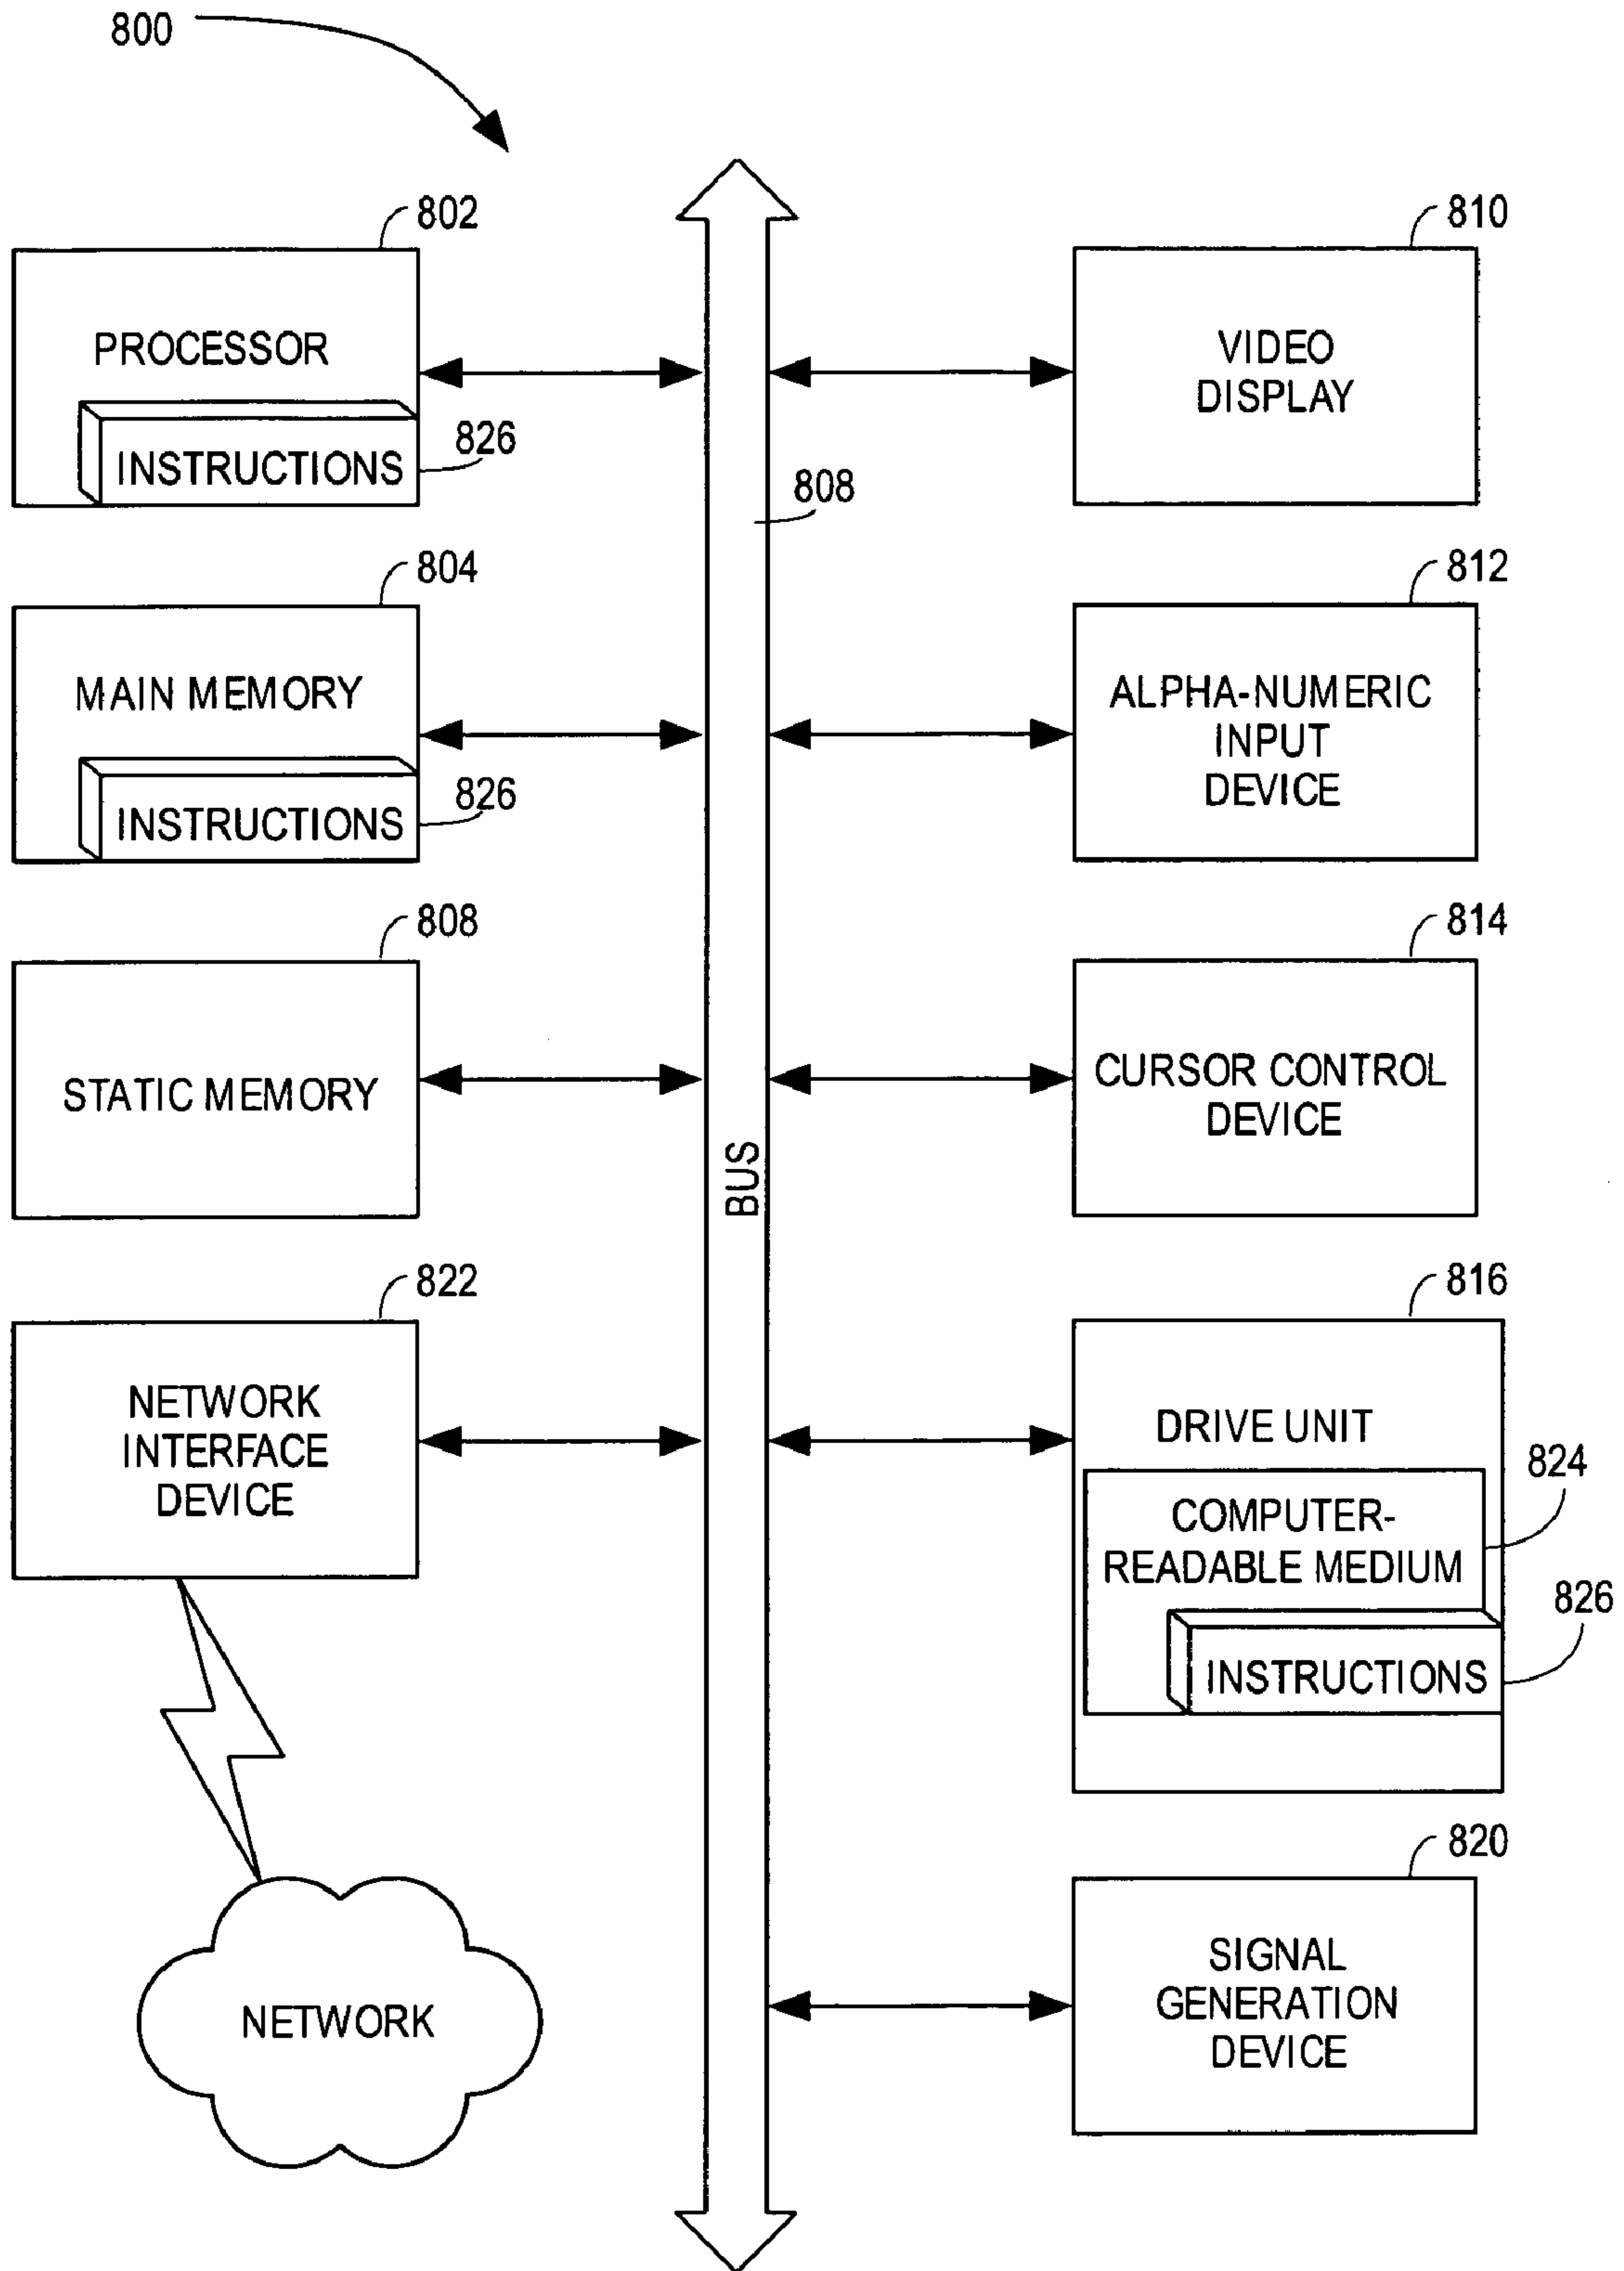 800
802
PROCESSOR
826
INSTRUCTIONS
804
MAIN MEMORY
826
INSTRUCTIONS
808
STATIC MEMORY
822
NETWORK
INTERFACE
DEVICE
NETWORK
808
BUS
810
VIDEO
DISPLAY
812
ALPHA-NUMERIC
INPUT
DEVICE
814
CURSOR CONTROL
DEVICE
816
DRIVE UNIT
824
COMPUTER-
READABLE MEDIUM
826
INSTRUCTIONS
820
SIGNAL
GENERATION
DEVICE